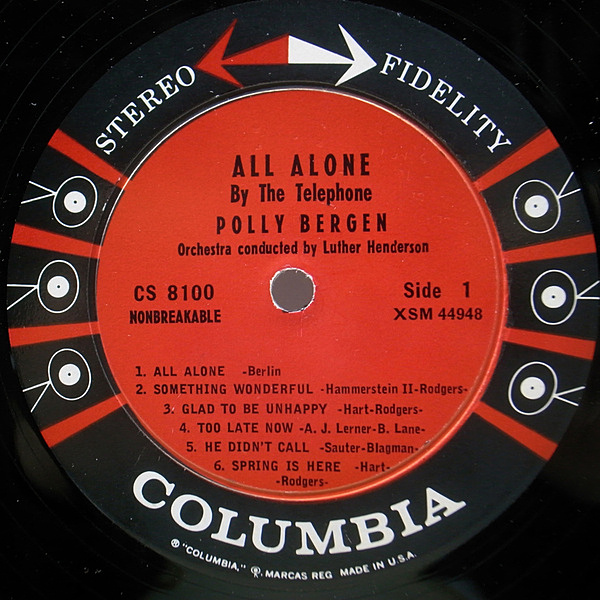 STEREO FIDELITY
ALL ALONE
By The Telephone
POLLY BERGEN
Orchestra conducted by Luther Henderson
CS 8100
NONBREAKABLE
Side 1
XSM 44948
1. ALL ALONE -Berlin
2. SOMETHING WONDERFUL -Hammerstein II-Rodgers-
3. GLAD TO BE UNHAPPY -Hart-Rodgers-
4. TOO LATE NOW -A. J. Lerner-B. Lane-
5. HE DIDN'T CALL -Sauter-Blagman-
6. SPRING IS HERE -Hart-
-Rodgers-
COLUMBIA
® "COLUMBIA," , MARCAS REG MADE IN U.S.A.